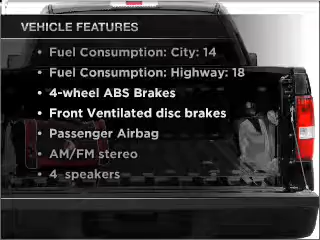 VEHICLE FEATURES
• Fuel Consumption: City: 14
• Fuel Consumption: Highway: 18
• 4-wheel ABS Brakes
• Front Ventilated disc brakes
• Passenger Airbag
• AM/FM stereo
• 4 speakers